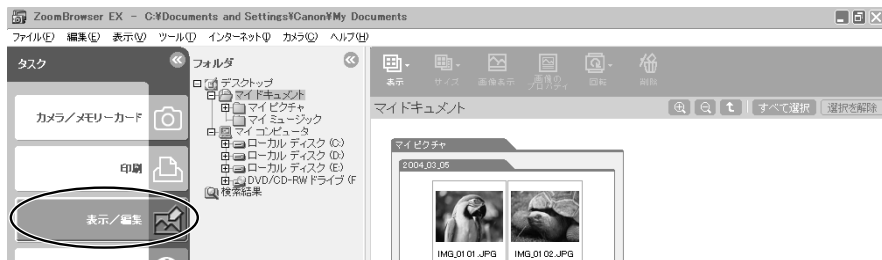 ZoomBrowser EX - C:¥Documents and Settings¥Canon¥My Documents
ファイル(F) 編集(E) 表示(V) ツール(T) インターネット(I) カメラ(C) ヘルプ(H)
タスク
カメラ／メモリーカード
印刷
表示／編集
フォルダ
デスクトップ
マイドキュメント
マイ ピクチャ
マイ ミュージック
マイ コンピュータ
ローカル ディスク (C:)
ローカル ディスク (D:)
ローカル ディスク (E:)
DVD/CD-RW ドライブ (F
検索結果
表示 サイズ 画像表示 画像のプロパティ 回転 削除
マイドキュメント すべて選択 選択を解除
マイ ピクチャ
2004_03_05
IMG_0101.JPG IMG_0102.JPG